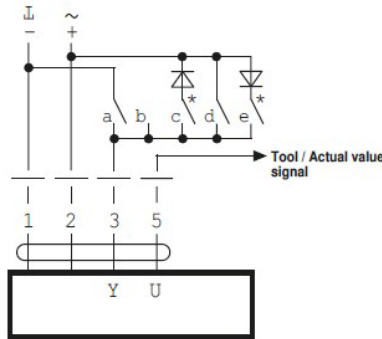 ⊥ ~
- +
a b c * d e *
Tool / Actual value
signal
1 2 3 5
Y U